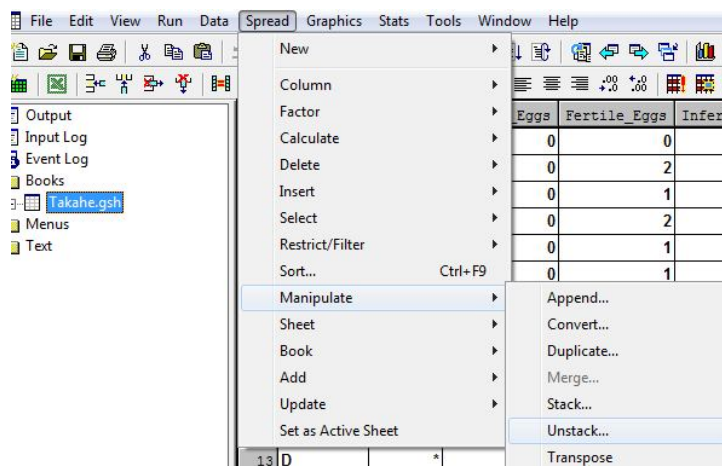 File Edit View Run Data Spread Graphics Stats Tools Window Help
Output
Input Log
Event Log
Books
Takahe.gsh
Menus
Text
New
Column
Factor
Calculate
Delete
Insert
Select
Restrict/Filter
Sort... Ctrl+F9
Manipulate
Sheet
Book
Add
Update
Set as Active Sheet
Append...
Convert...
Duplicate...
Merge...
Stack...
Unstack...
Transpose
_Eggs Fertile_Eggs Infer
0 0
0 2
0 1
0 2
0 1
0 1
13 D *